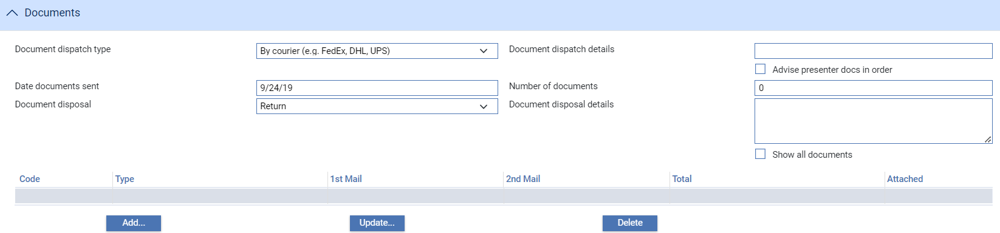 Documents
Document dispatch type
By courier (e.g. FedEx, DHL, UPS)
Document dispatch details
Advise presenter docs in order
Date documents sent
9/24/19
Number of documents
0
Document disposal
Return
Document disposal details
Show all documents
Code Type 1st Mail 2nd Mail Total Attached
Add... Update... Delete